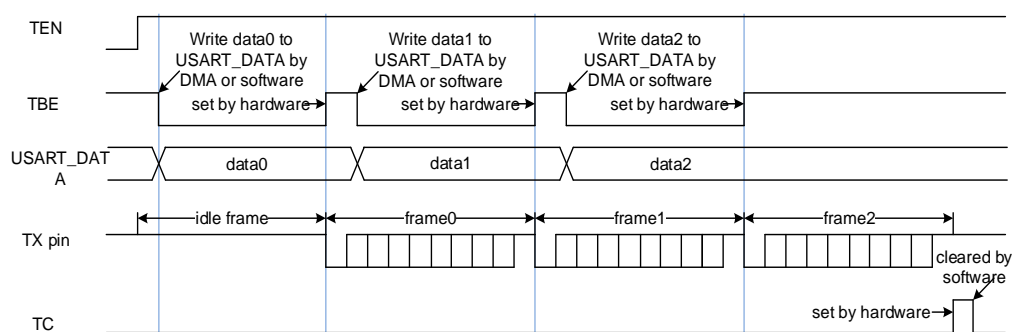 TEN
Write data0 to
USART_DATA by
DMA or software
Write data1 to
USART_DATA by
DMA or software
Write data2 to
USART_DATA by
DMA or software
TBE
set by hardware
set by hardware
set by hardware
USART_DAT
A
data0
data1
data2
idle frame
frame0
frame1
frame2
TX pin
cleared by
software
set by hardware
TC